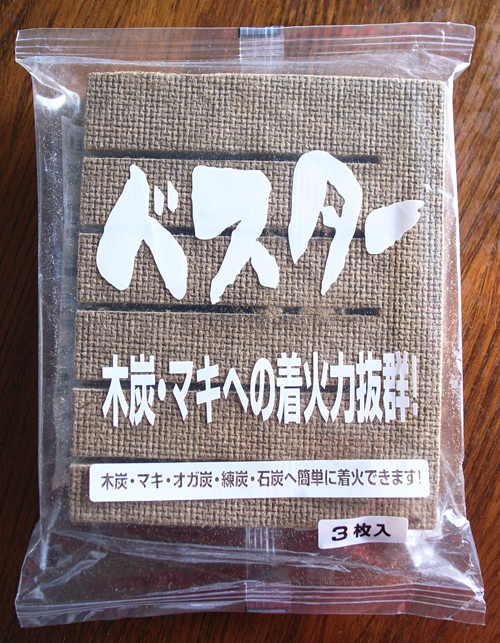 ベスター
木炭・マキへの着火力抜群!
木炭・マキ・オガ炭・練炭・石炭へ簡単に着火できます!
3枚入